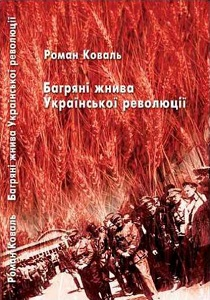 Роман Коваль
Багряні жнива
Української революції
Роман Коваль Багряні жнива Української революції